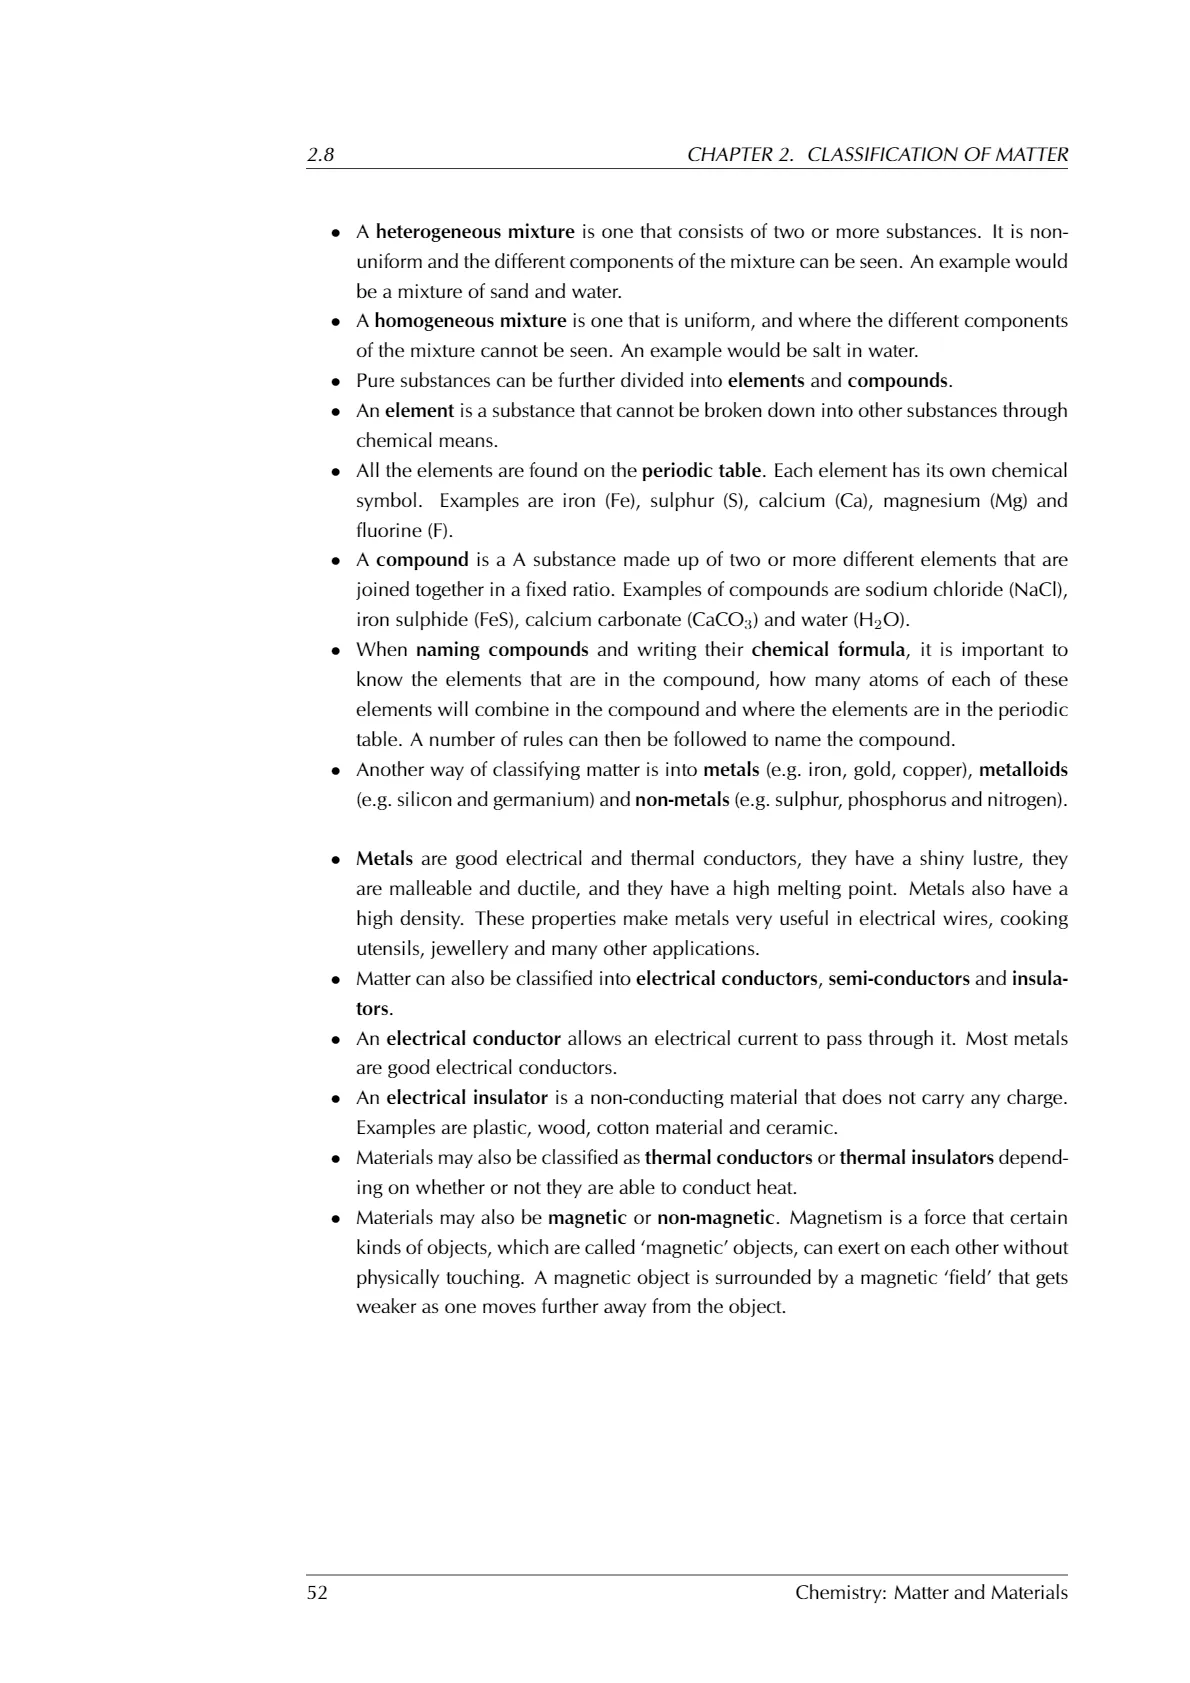 2.8 CHAPTER 2. CLASSIFICATION OF MATTER
• A heterogeneous mixture is one that consists of two or more substances. It is non-
uniform and the different components of the mixture can be seen. An example would
be a mixture of sand and water.
• A homogeneous mixture is one that is uniform, and where the different components
of the mixture cannot be seen. An example would be salt in water.
• Pure substances can be further divided into elements and compounds.
• An element is a substance that cannot be broken down into other substances through
chemical means.
• All the elements are found on the periodic table. Each element has its own chemical
symbol. Examples are iron (Fe), sulphur (S), calcium (Ca), magnesium (Mg) and
fluorine (F).
• A compound is a A substance made up of two or more different elements that are
joined together in a fixed ratio. Examples of compounds are sodium chloride (NaCl),
iron sulphide (FeS), calcium carbonate (CaCO₃) and water (H₂O).
• When naming compounds and writing their chemical formula, it is important to
know the elements that are in the compound, how many atoms of each of these
elements will combine in the compound and where the elements are in the periodic
table. A number of rules can then be followed to name the compound.
• Another way of classifying matter is into metals (e.g. iron, gold, copper), metalloids
(e.g. silicon and germanium) and non-metals (e.g. sulphur, phosphorus and nitrogen).
• Metals are good electrical and thermal conductors, they have a shiny lustre, they
are malleable and ductile, and they have a high melting point. Metals also have a
high density. These properties make metals very useful in electrical wires, cooking
utensils, jewellery and many other applications.
• Matter can also be classified into electrical conductors, semi-conductors and insula-
tors.
• An electrical conductor allows an electrical current to pass through it. Most metals
are good electrical conductors.
• An electrical insulator is a non-conducting material that does not carry any charge.
Examples are plastic, wood, cotton material and ceramic.
• Materials may also be classified as thermal conductors or thermal insulators depend-
ing on whether or not they are able to conduct heat.
• Materials may also be magnetic or non-magnetic. Magnetism is a force that certain
kinds of objects, which are called ‘magnetic’ objects, can exert on each other without
physically touching. A magnetic object is surrounded by a magnetic ‘field’ that gets
weaker as one moves further away from the object.
52 Chemistry: Matter and Materials